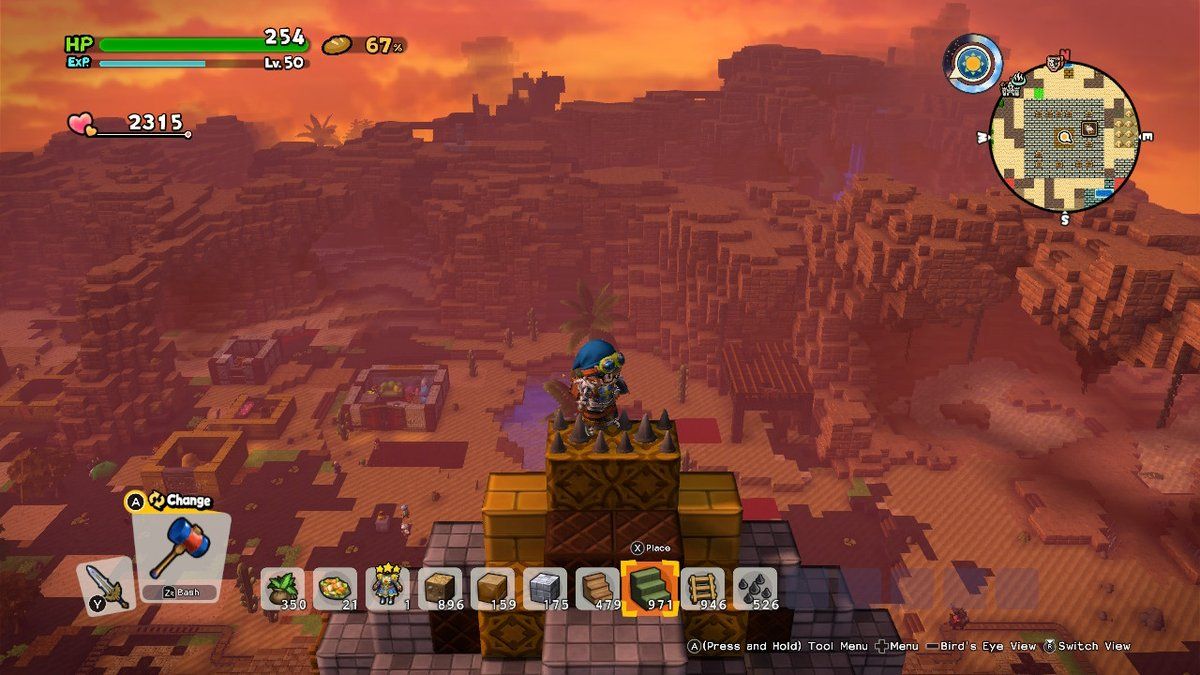 HP 254 67%
EXP. Lv.50
2315
N
W E
S
A Change
Y
ZR Bash
X Place
350 21 1 896 159 175 479 971 946 526
A (Press and Hold) Tool Menu Menu Bird's Eye View R Switch View